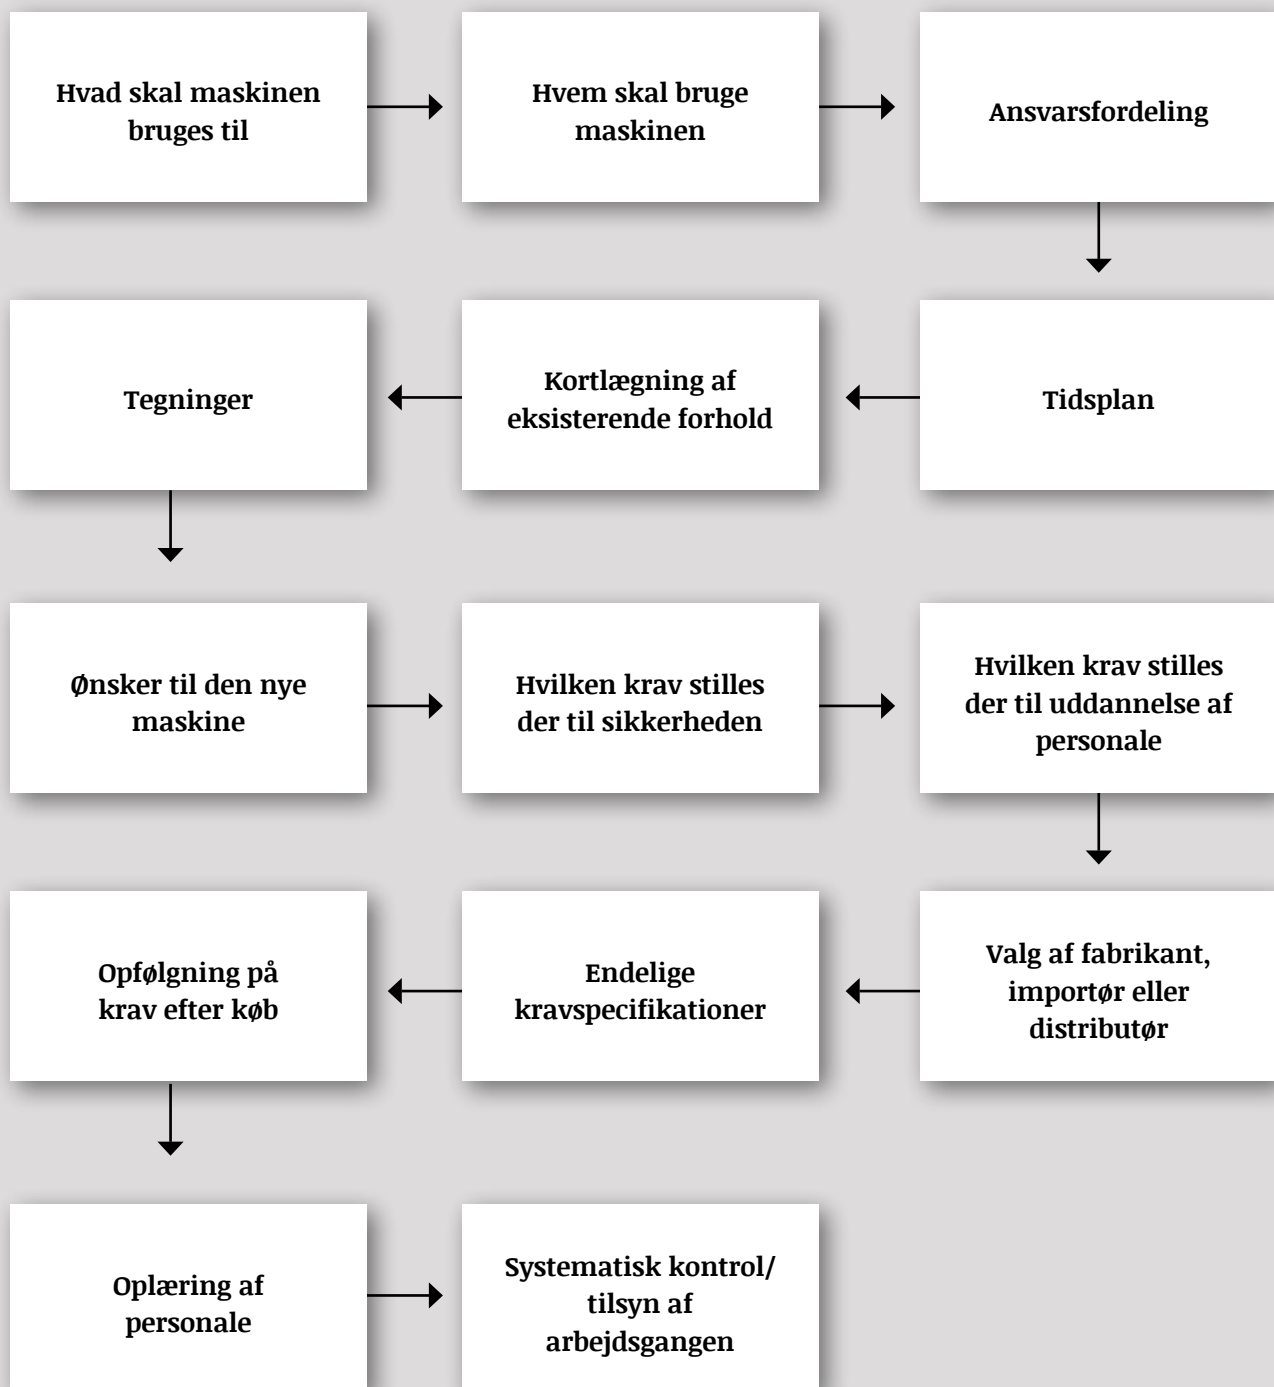 Hvad skal maskinen
bruges til
Hvem skal bruge
maskinen
Ansvarsfordeling
Tidsplan
Kortlægning af
eksisterende forhold
Tegninger
Ønsker til den nye
maskine
Hvilken krav stilles
der til sikkerheden
Hvilken krav stilles
der til uddannelse af
personale
Valg af fabrikant,
importør eller
distributør
Endelige
kravspecifikationer
Opfølgning på
krav efter køb
Oplæring af
personale
Systematisk kontrol/
tilsyn af
arbejdsgangen